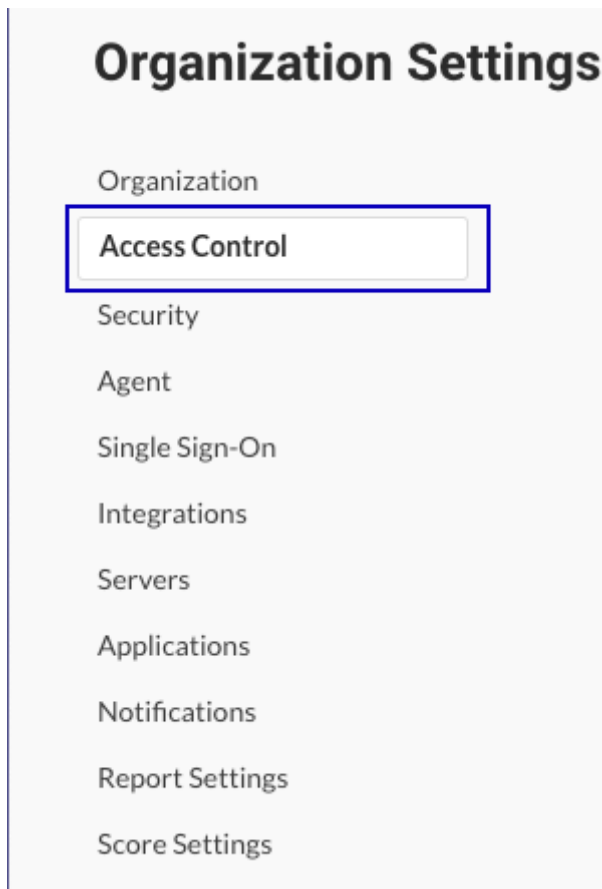 Organization Settings
Organization
Access Control
Security
Agent
Single Sign-On
Integrations
Servers
Applications
Notifications
Report Settings
Score Settings